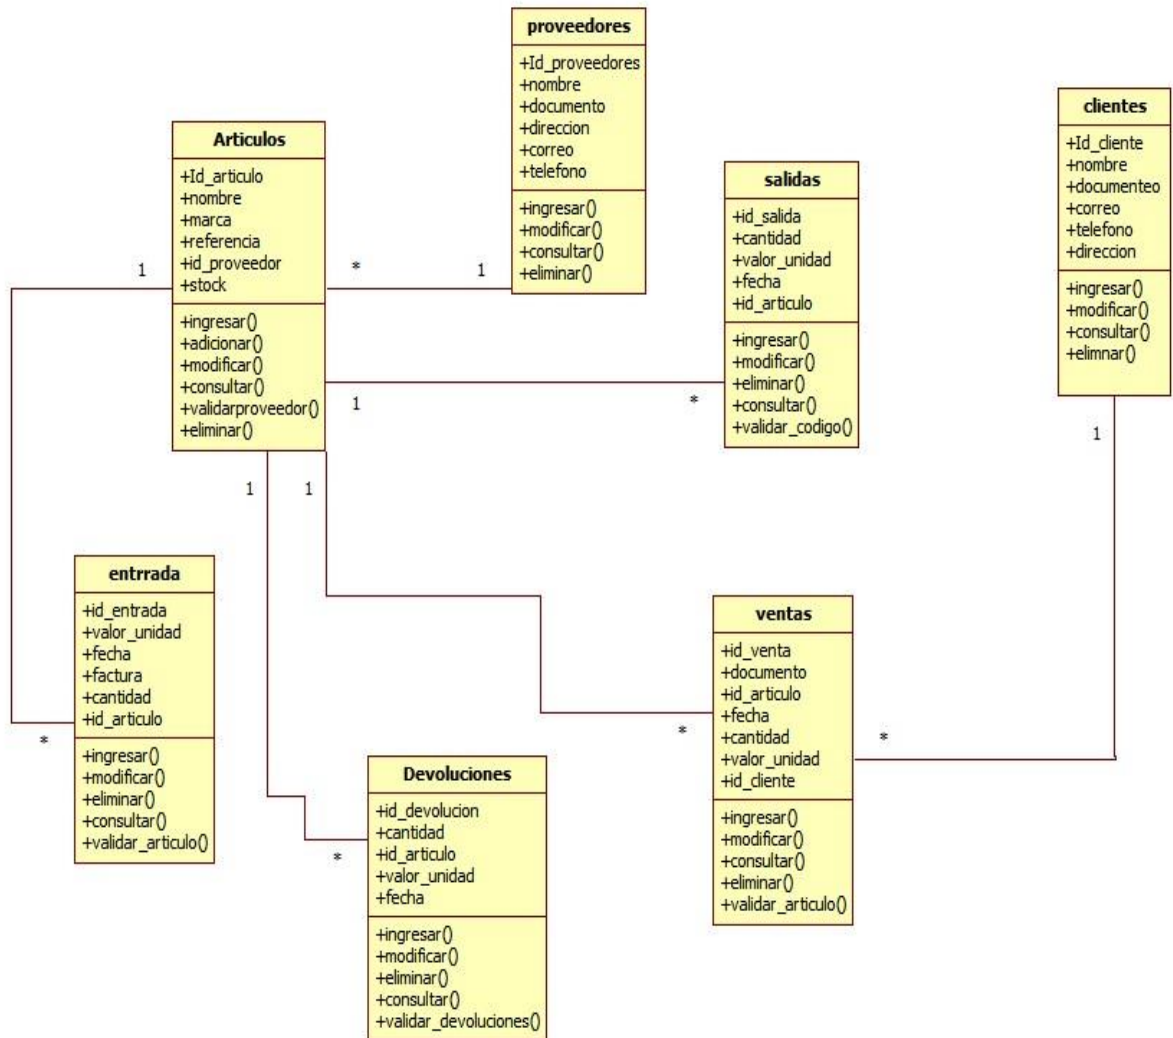 proveedores
+Id_proveedores
+nombre
+documento
+direccion
+correo
+telefono
+ingresar()
+modificar()
+consultar()
+eliminar()
clientes
+Id_cliente
+nombre
+documenteo
+correo
+telefono
+direccion
+ingresar()
+modificar()
+consultar()
+elimnar()
Articulos
+Id_articulo
+nombre
+marca
+referencia
+id_proveedor
+stock
+ingresar()
+adicionar()
+modificar()
+consultar()
+validarproveedor()
+eliminar()
salidas
+id_salida
+cantidad
+valor_unidad
+fecha
+id_articulo
+ingresar()
+modificar()
+eliminar()
+consultar()
+validar_codigo()
1
*
1
1
*
1
1
1
entrrada
+id_entrada
+valor_unidad
+fecha
+factura
+cantidad
+id_articulo
+ingresar()
+modificar()
+eliminar()
+consultar()
+validar_articulo()
ventas
+id_venta
+documento
+id_articulo
+fecha
+cantidad
+valor_unidad
+id_cliente
+ingresar()
+modificar()
+consultar()
+eliminar()
+validar_articulo()
*
*
*
*
Devoluciones
+id_devolucion
+cantidad
+id_articulo
+valor_unidad
+fecha
+ingresar()
+modificar()
+eliminar()
+consultar()
+validar_devoluciones()